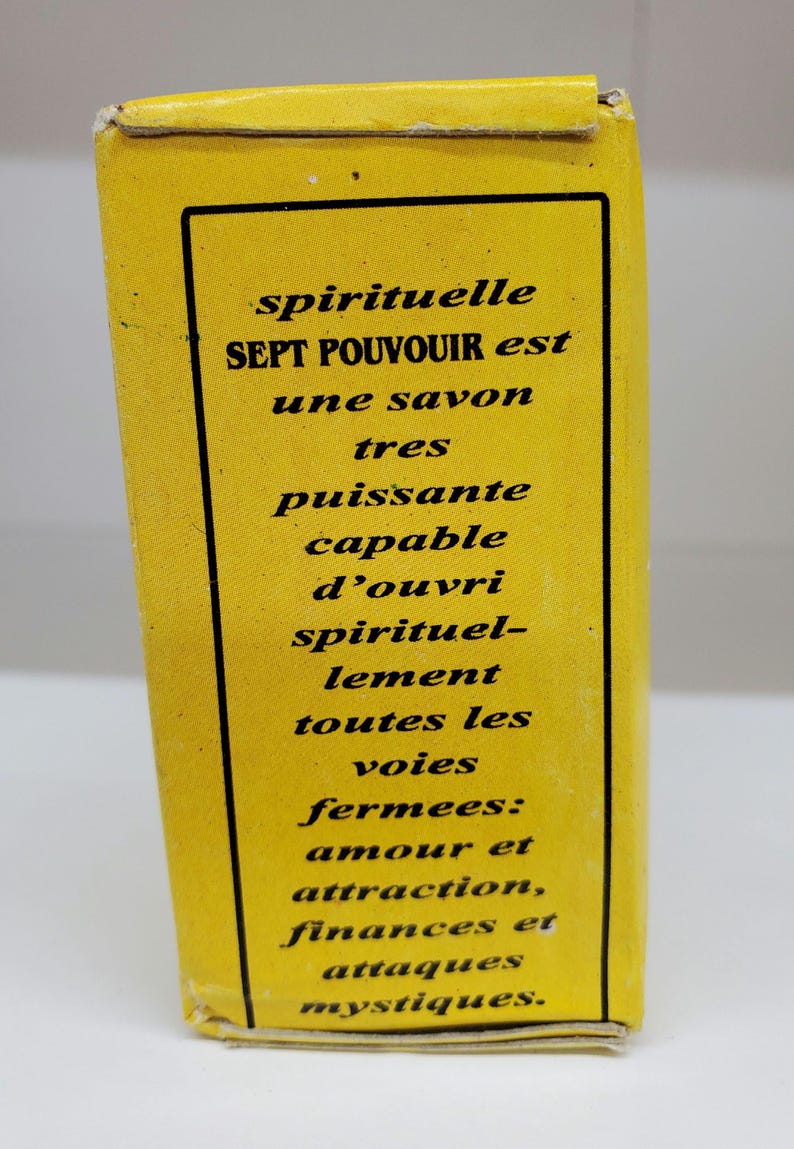 spirituelle
SEPT POUVOUIR est
une savon
tres
puissante
capable
d'ouvri
spirituel-
lement
toutes les
voies
fermees:
amour et
attraction,
finances et
attaques
mystiques.